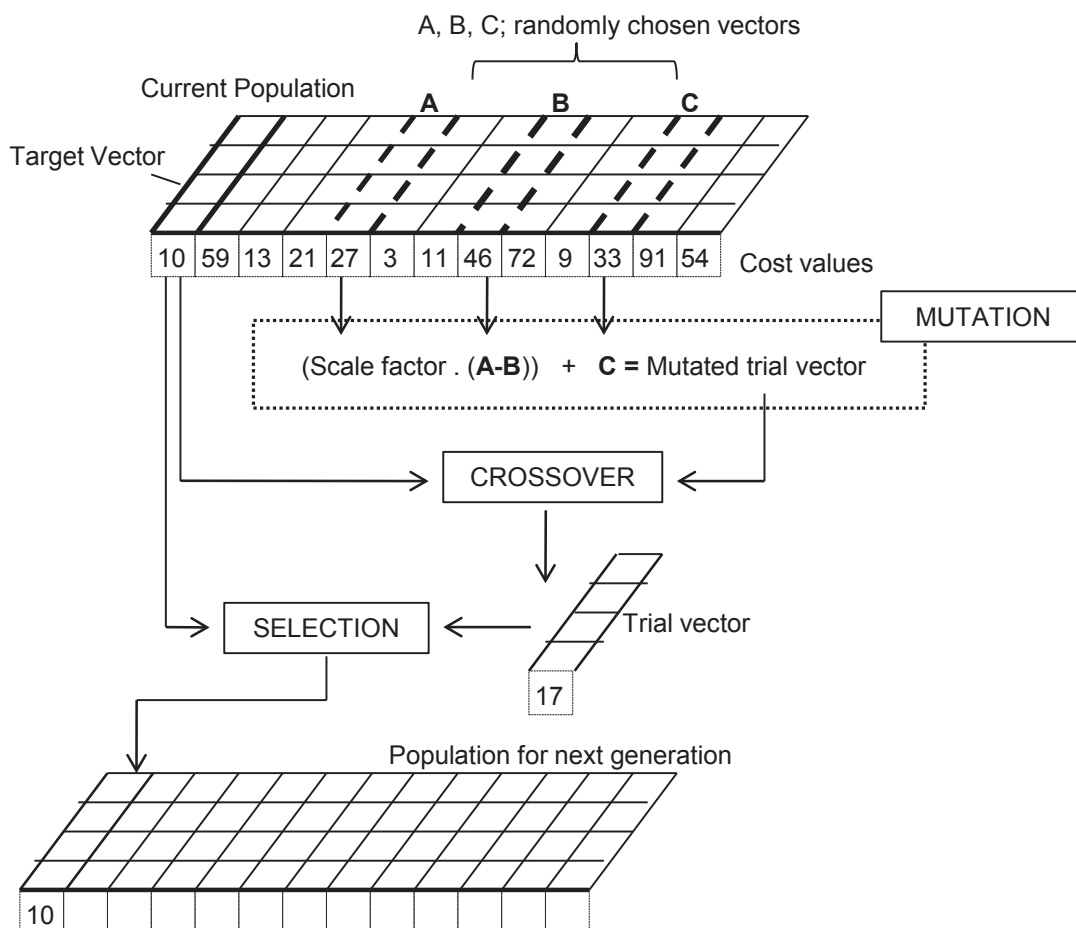 A, B, C; randomly chosen vectors
Current Population
A B C
Target Vector
10 59 13 21 27 3 11 46 72 9 33 91 54
Cost values
MUTATION
(Scale factor . (A-B)) + C = Mutated trial vector
CROSSOVER
SELECTION
Trial vector
17
Population for next generation
10